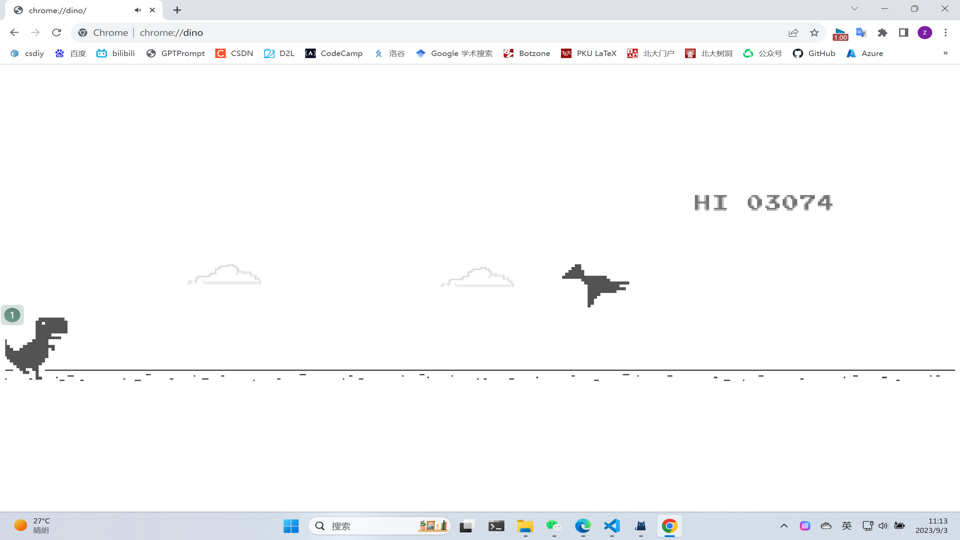 chrome://dino/
Chrome | chrome://dino
1.00
z
csdiy 百度 bilibili GPTPrompt CSDN D2L CodeCamp 洛谷 Google 学术搜索 Botzone PKU LaTeX 北大门户 北大树洞 公众号 GitHub Azure »
HI 03074
1
27°C
晴朗
搜索
英
11:13
2023/9/3